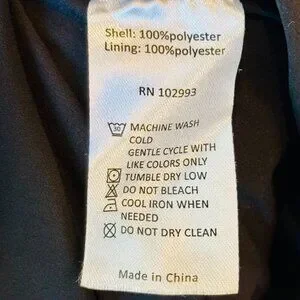 Shell: 100%polyester
Lining: 100%polyester
RN 102993
30 MACHINE WASH
COLD
GENTLE CYCLE WITH
LIKE COLORS ONLY
TUMBLE DRY LOW
DO NOT BLEACH
COOL IRON WHEN
NEEDED
DO NOT DRY CLEAN
Made in China